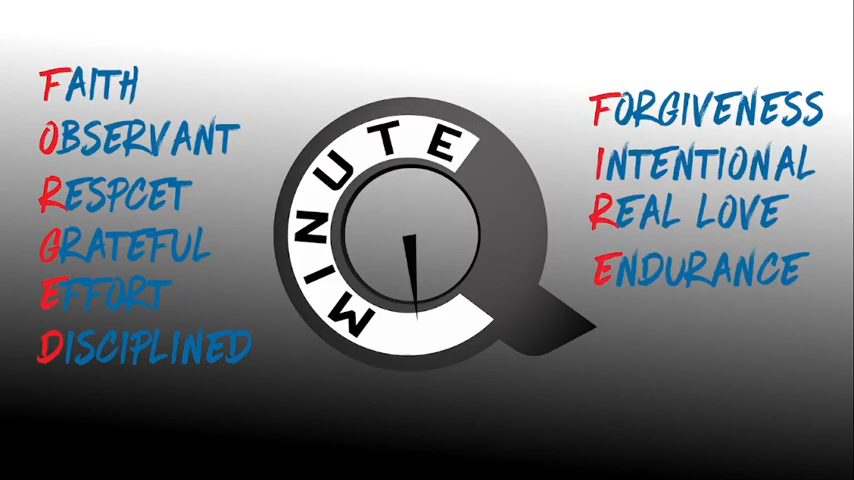 FAITH
OBSERVANT
RESPCET
GRATEFUL
EFFORT
DISCIPLINED
MINUTE
FORGIVENESS
INTENTIONAL
REAL LOVE
ENDURANCE